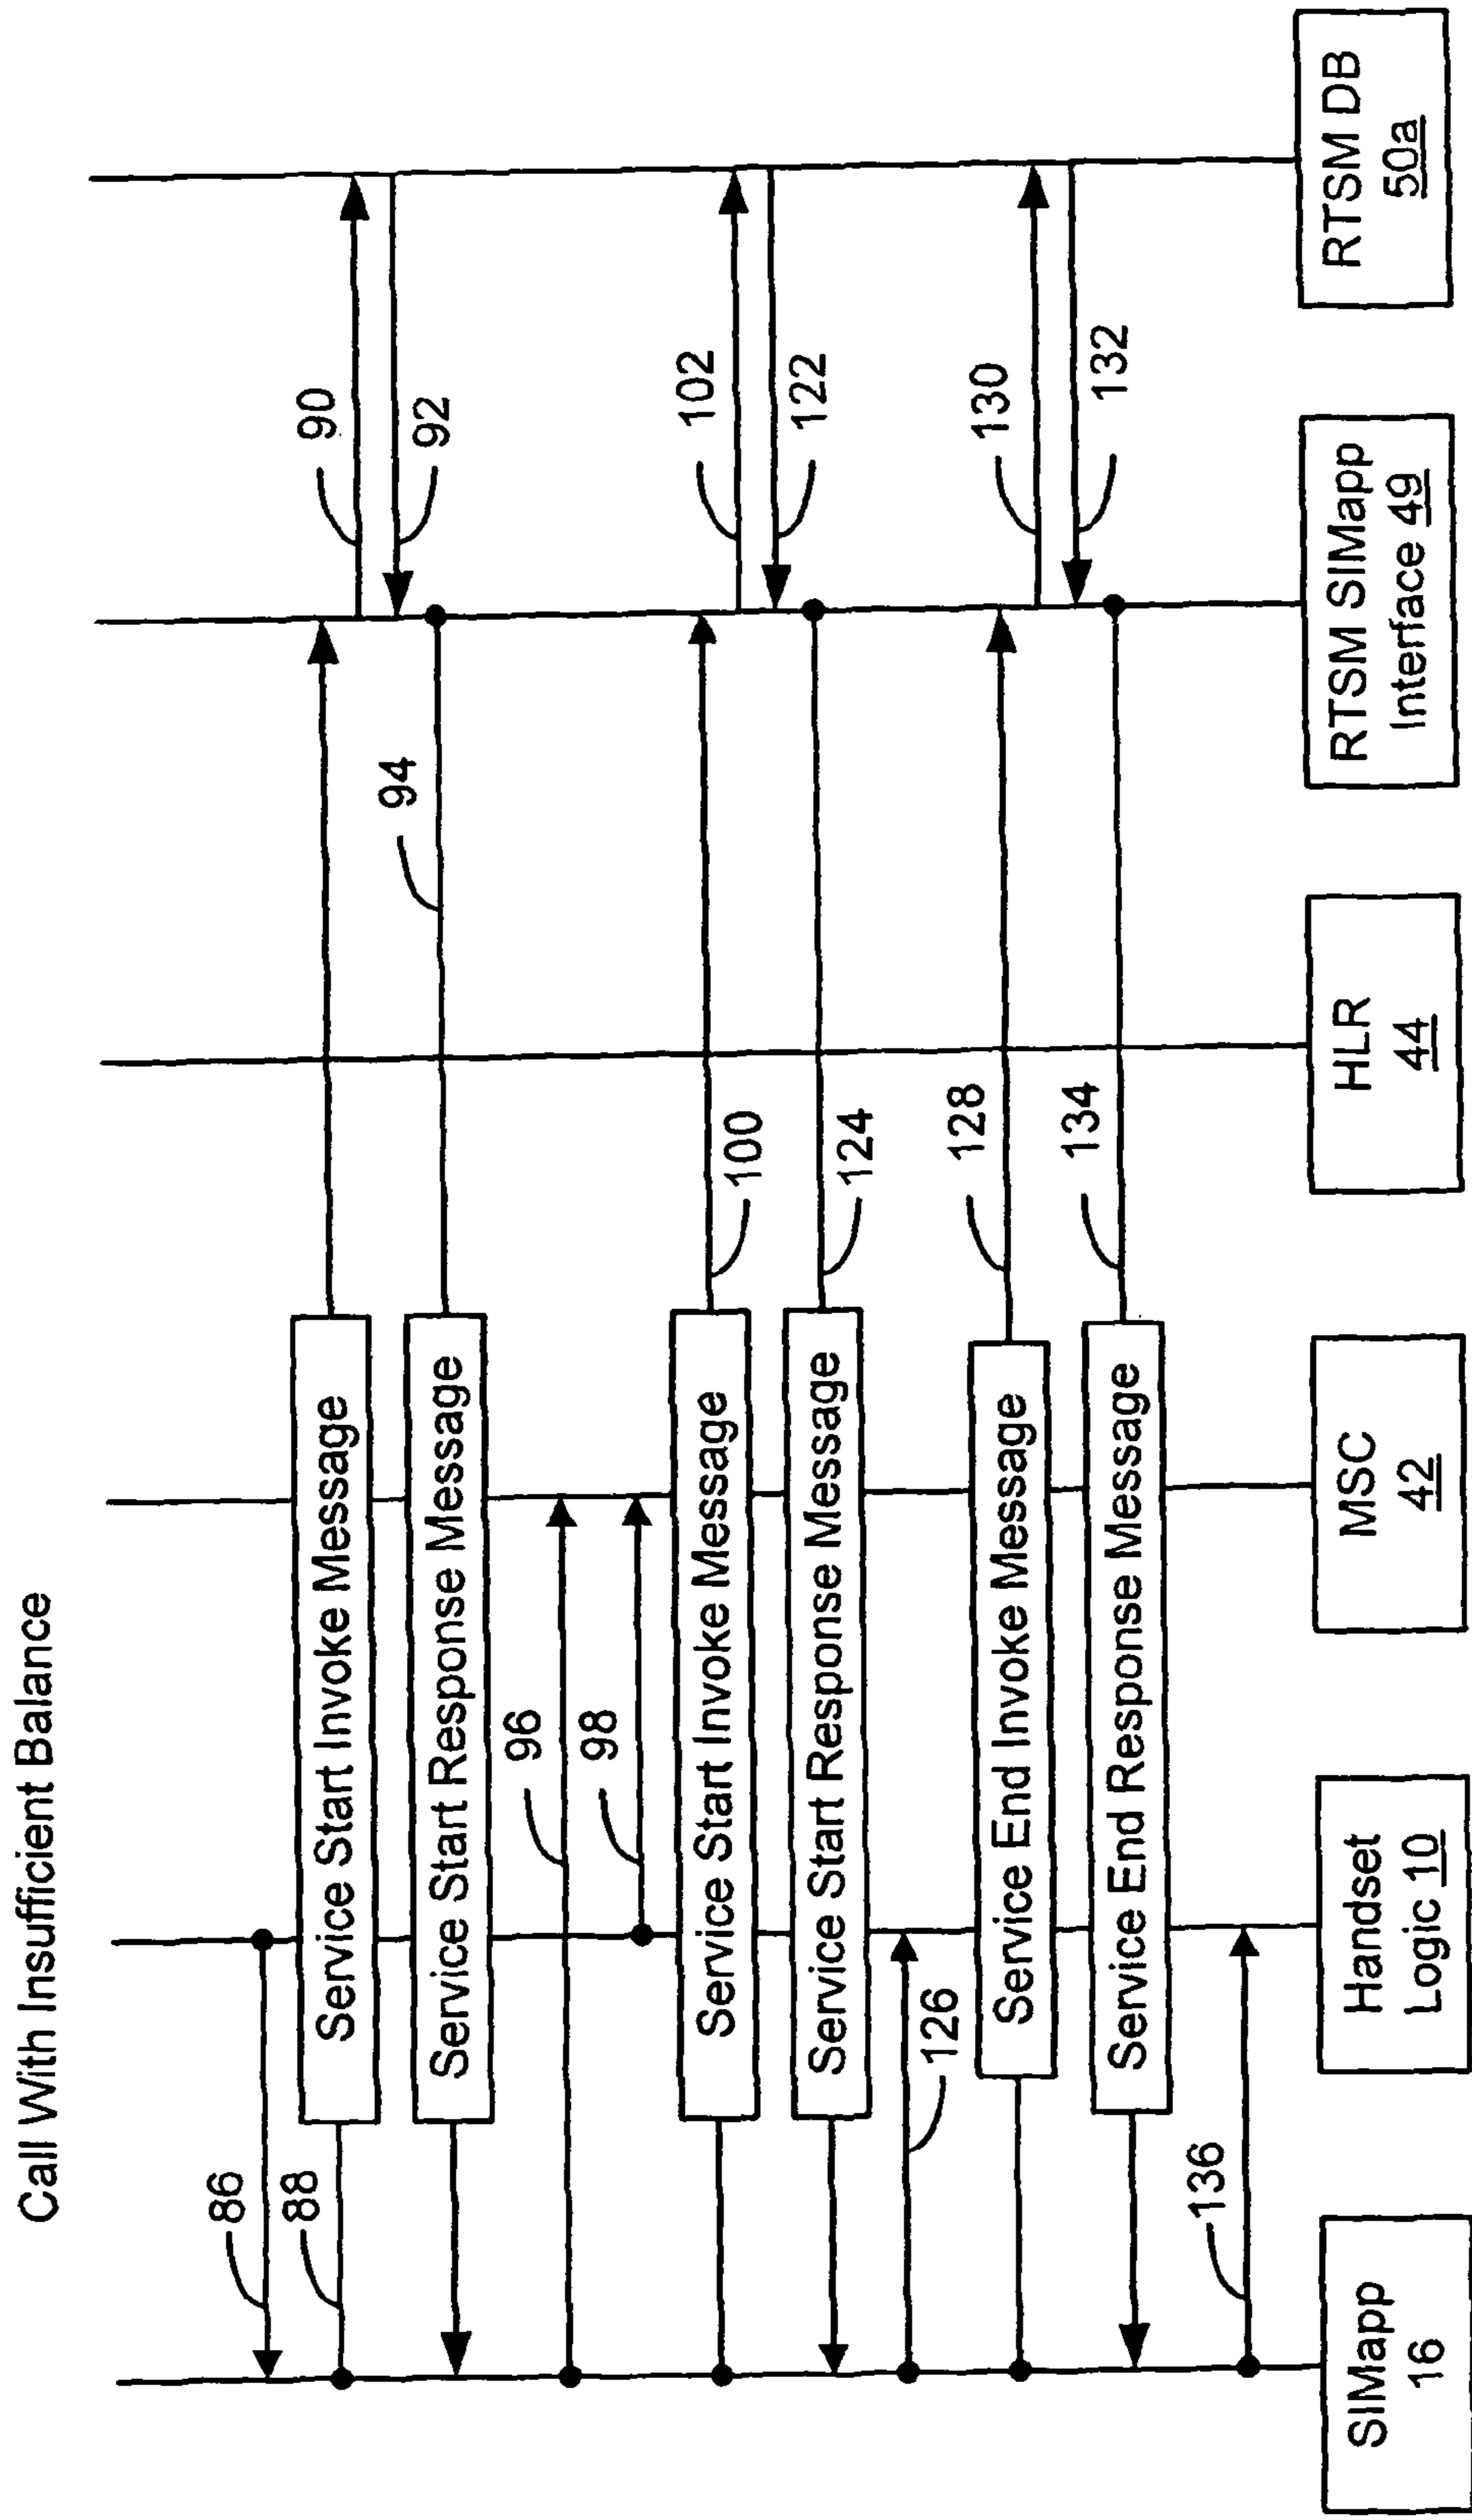 Call With Insufficient Balance
86
88
Service Start Invoke Message
90
92
Service Start Response Message
94
96
98
Service Start Invoke Message
100
102
122
Service Start Response Message
124
126
Service End Invoke Message
128
130
132
Service End Response Message
134
136
SIMapp
16
Handset
Logic 10
MSC
42
HLR
44
RTSM SIMapp
Interface 49
RTSM DB
50a